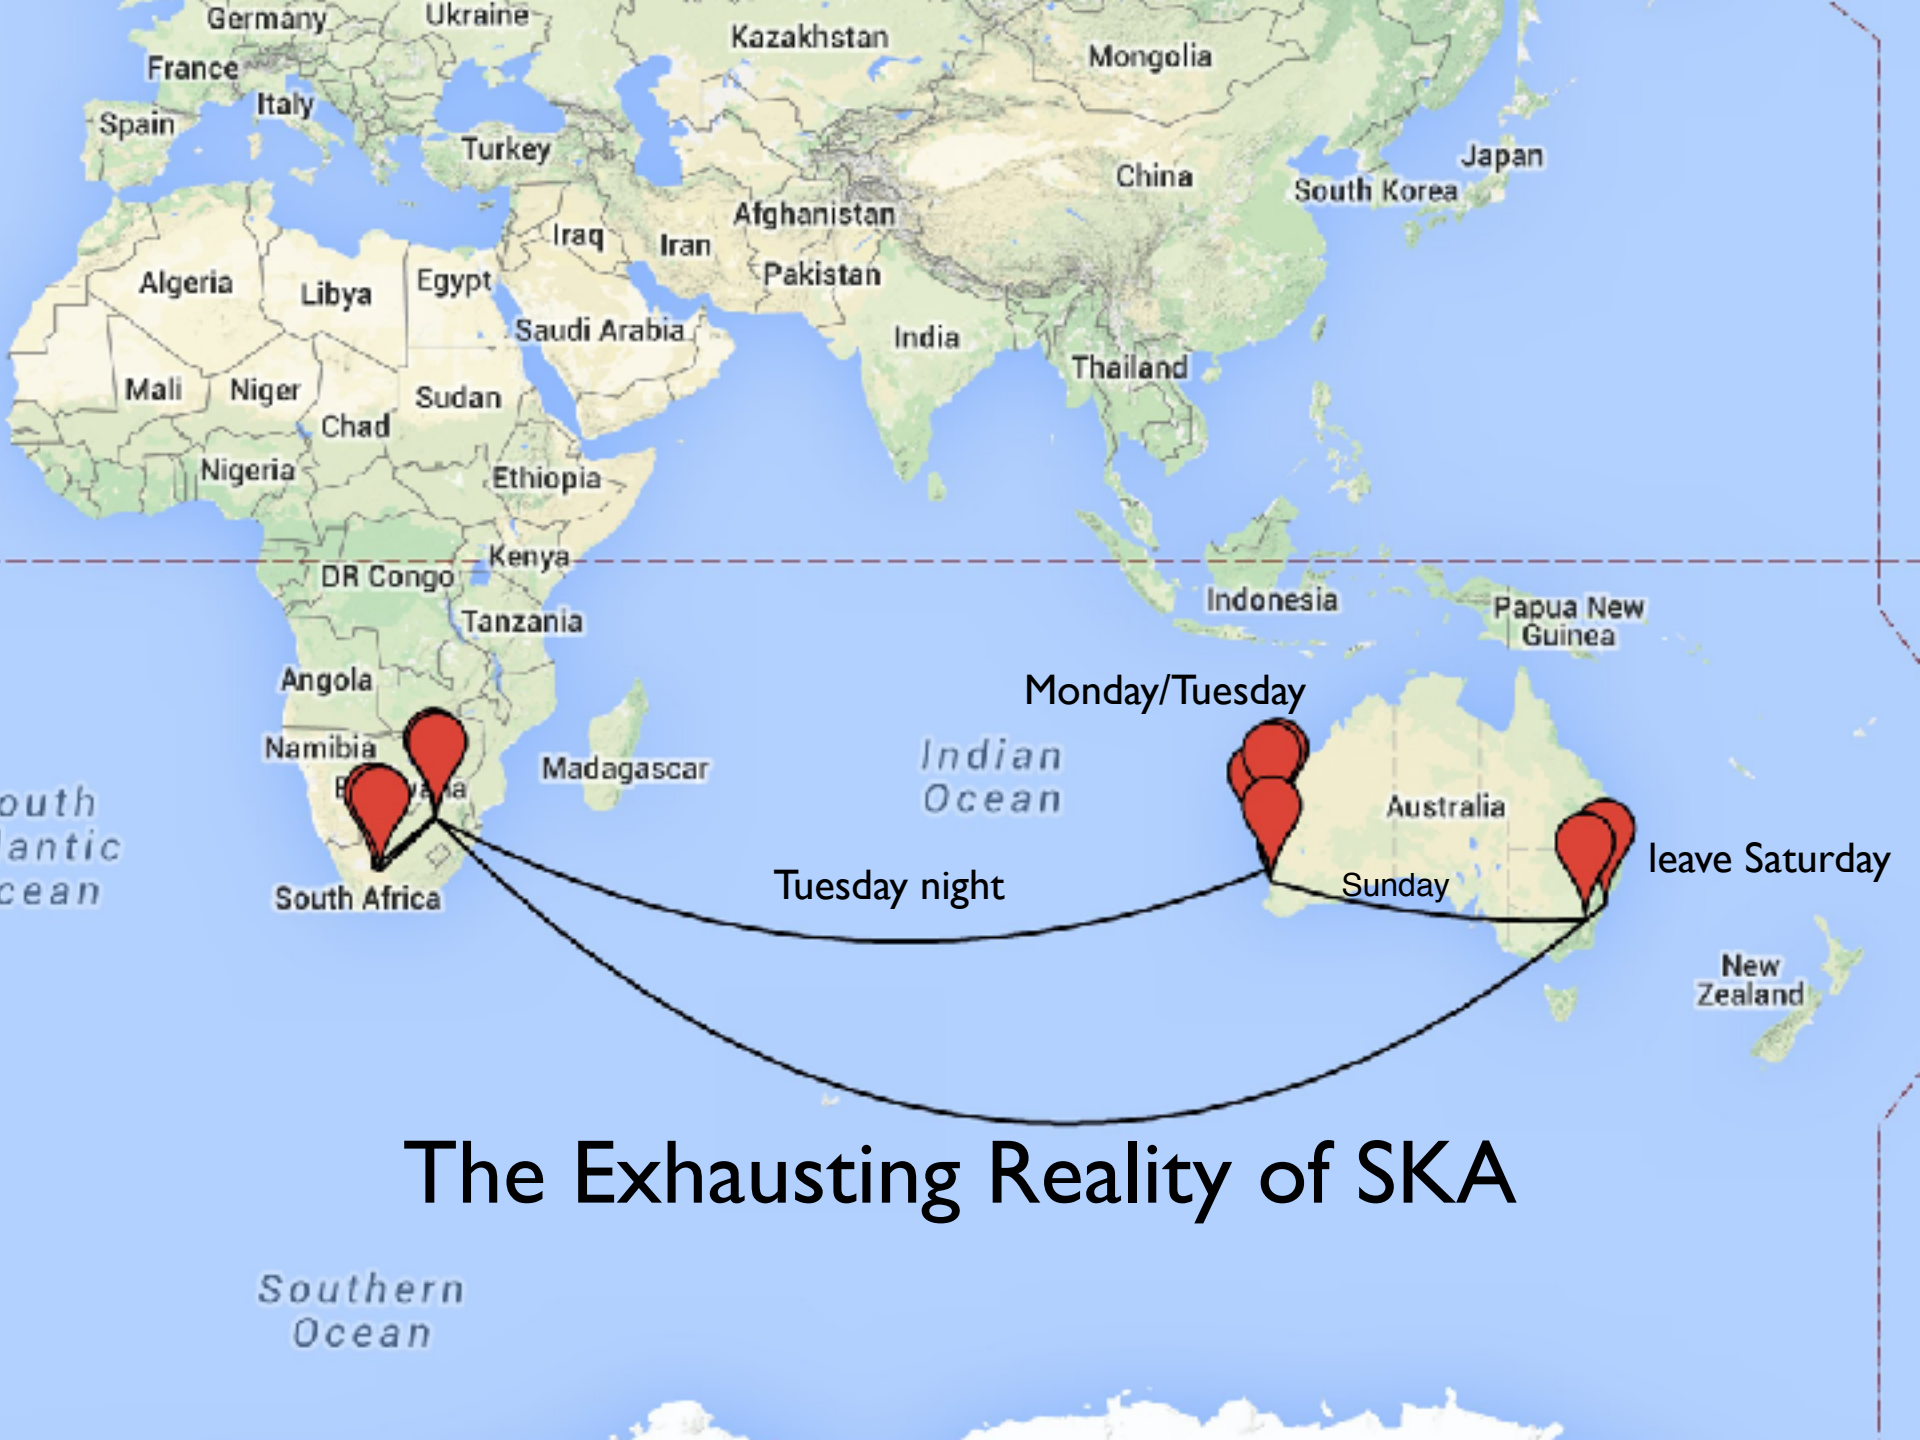 Germany
Ukraine
Kazakhstan
Mongolia
France
Italy
Spain
Turkey
China
Japan
South Korea
Afghanistan
Iraq
Iran
Pakistan
Algeria
Libya
Egypt
Saudi Arabia
India
Thailand
Mali
Niger
Sudan
Chad
Nigeria
Ethiopia
Kenya
DR Congo
Tanzania
Indonesia
Papua New
Guinea
Angola
Monday/Tuesday
Namibia
Madagascar
Indian
Ocean
Australia
outh
lantic
cean
South Africa
Tuesday night
Sunday
leave Saturday
New
Zealand
The Exhausting Reality of SKA
Southern
Ocean